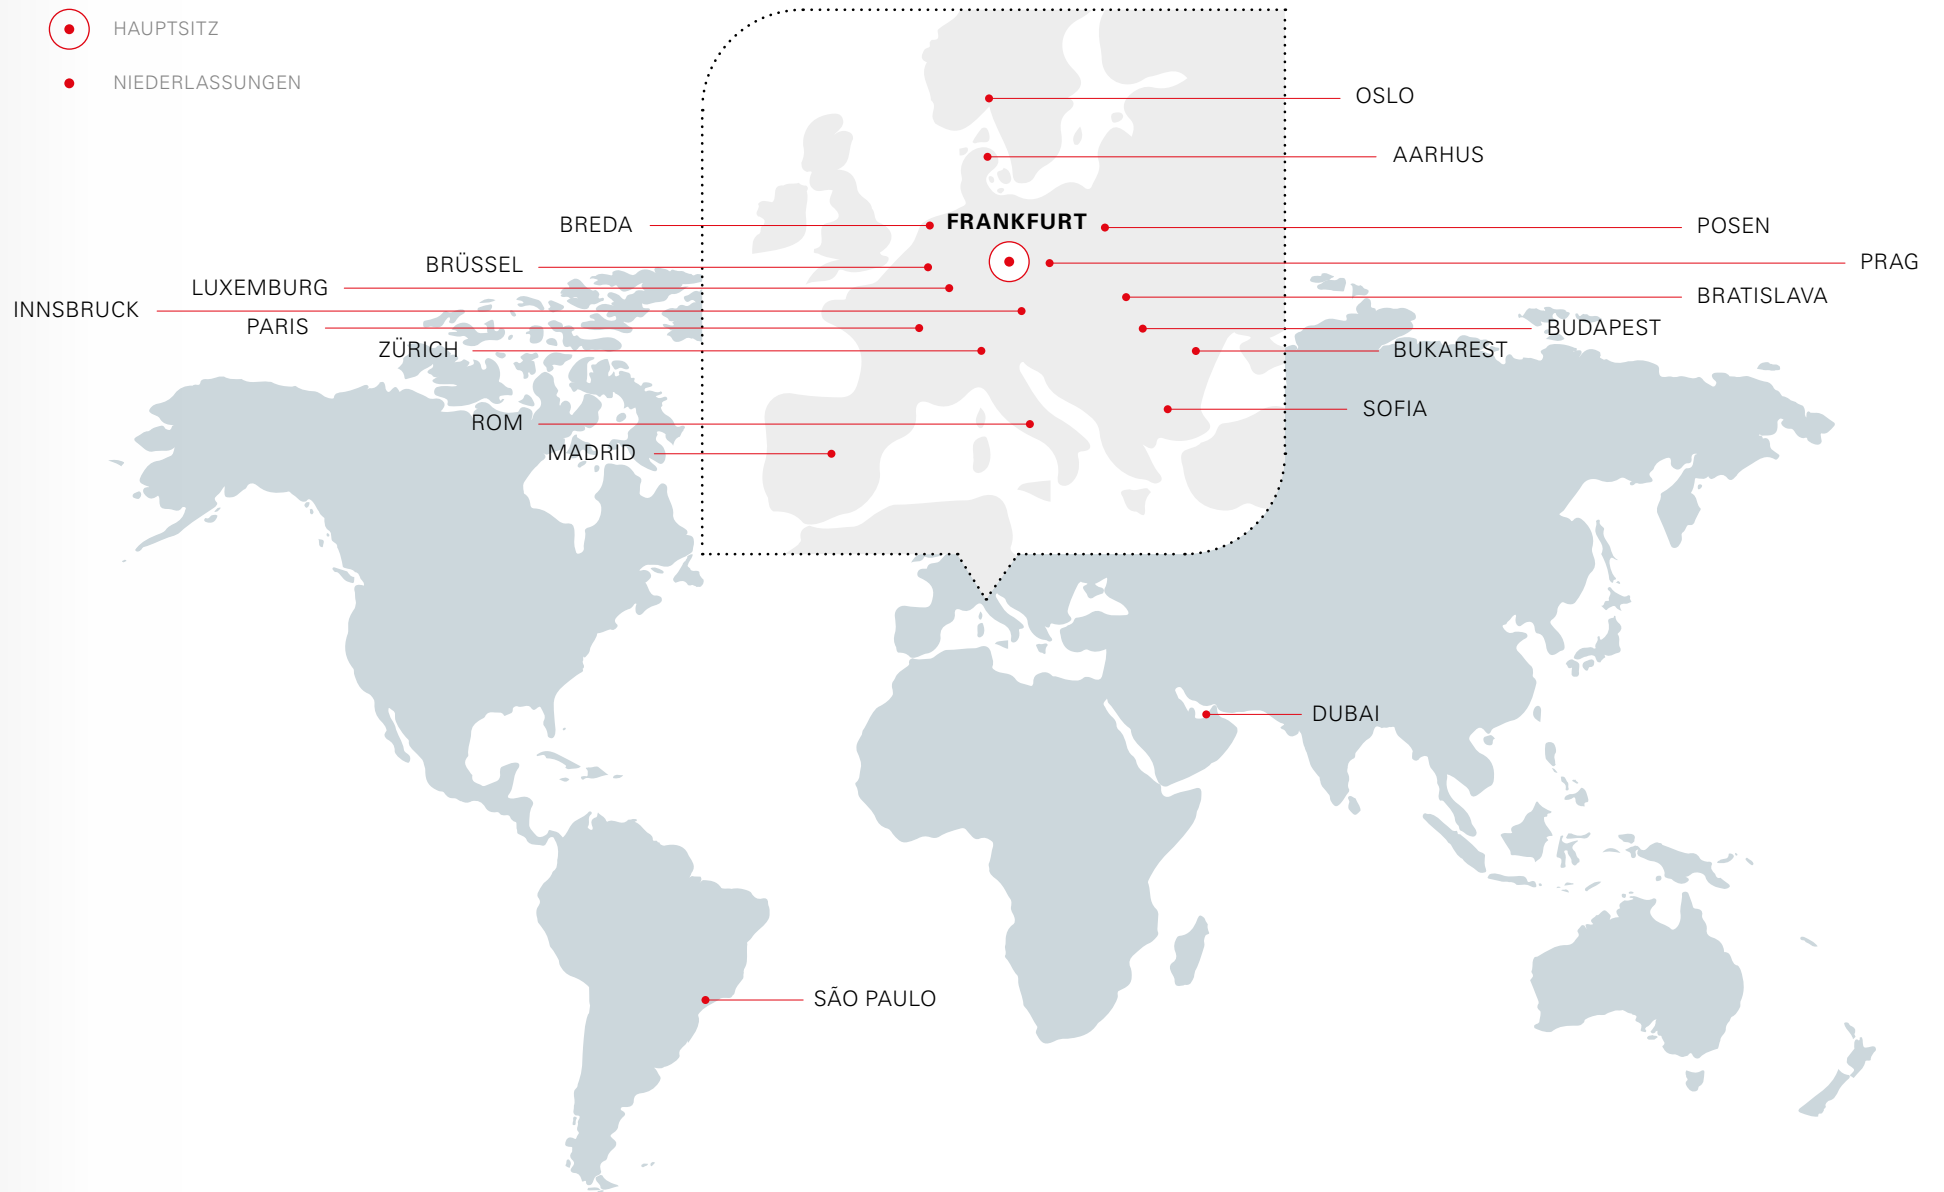 HAUPTSITZ
NIEDERLASSUNGEN
OSLO
AARHUS
FRANKFURT
BREDA
POSEN
BRÜSSEL
PRAG
LUXEMBURG
BRATISLAVA
INNSBRUCK
PARIS
BUDAPEST
ZÜRICH
BUKAREST
SOFIA
ROM
MADRID
DUBAI
SÃO PAULO